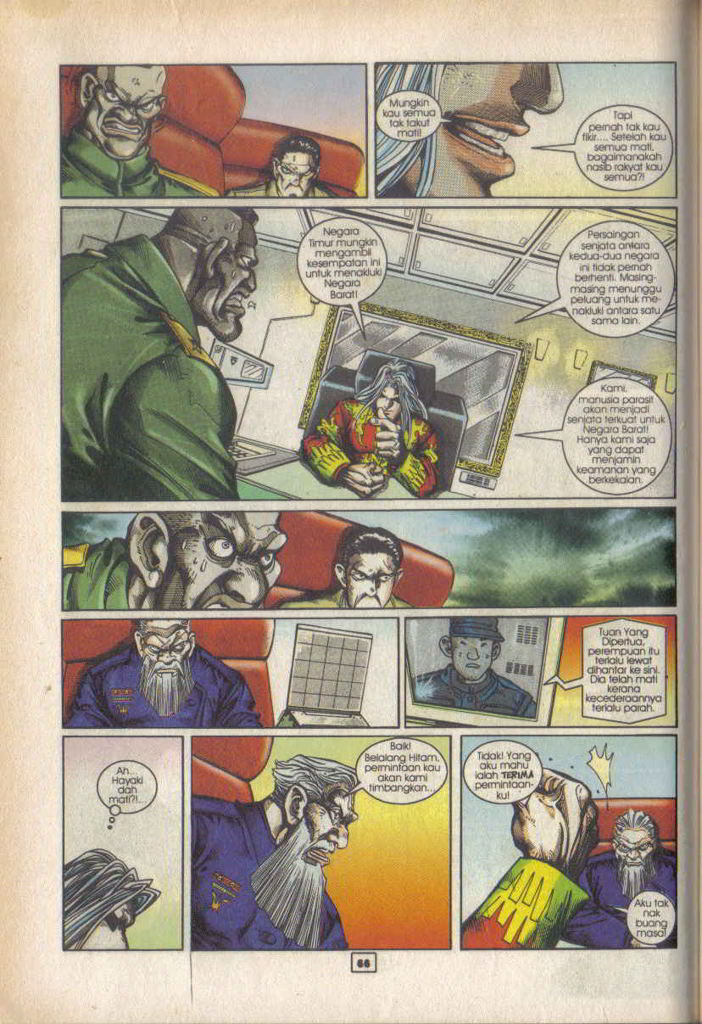 Mungkin
kau semua
tak takut
mati!
Tapi
pernah tak kau
fikir.... Setelah kau
semua mati,
bagaimanakah
nasib rakyat kau
semua?!
Negara
Timur mungkin
mengambil
kesempatan ini
untuk menakluki
Negara
Barat!
Persaingan
senjata antara
kedua-dua negara
ini tidak pernah
berhenti. Masing-
masing menunggu
peluang untuk me-
nakluki antara satu
sama lain.
Kami,
manusia parasit
akan menjadi
senjata terkuat untuk
Negara Barat!
Hanya kami saja
yang dapat
menjamin
keamanan yang
berkekalan.
Tuan Yang
Dipertua,
perempuan itu
terlalu lewat
dihantar ke sini.
Dia telah mati
kerana
kecederaannya
terlalu parah.
Ah...
Hayaki
dah
mati?!...
Baik!
Belalang Hitam,
permintaan kau
akan kami
timbangkan...
Tidak! Yang
aku mahu
ialah TERIMA
permintaan-
ku!
Aku tak
nak
buang
masa!
66